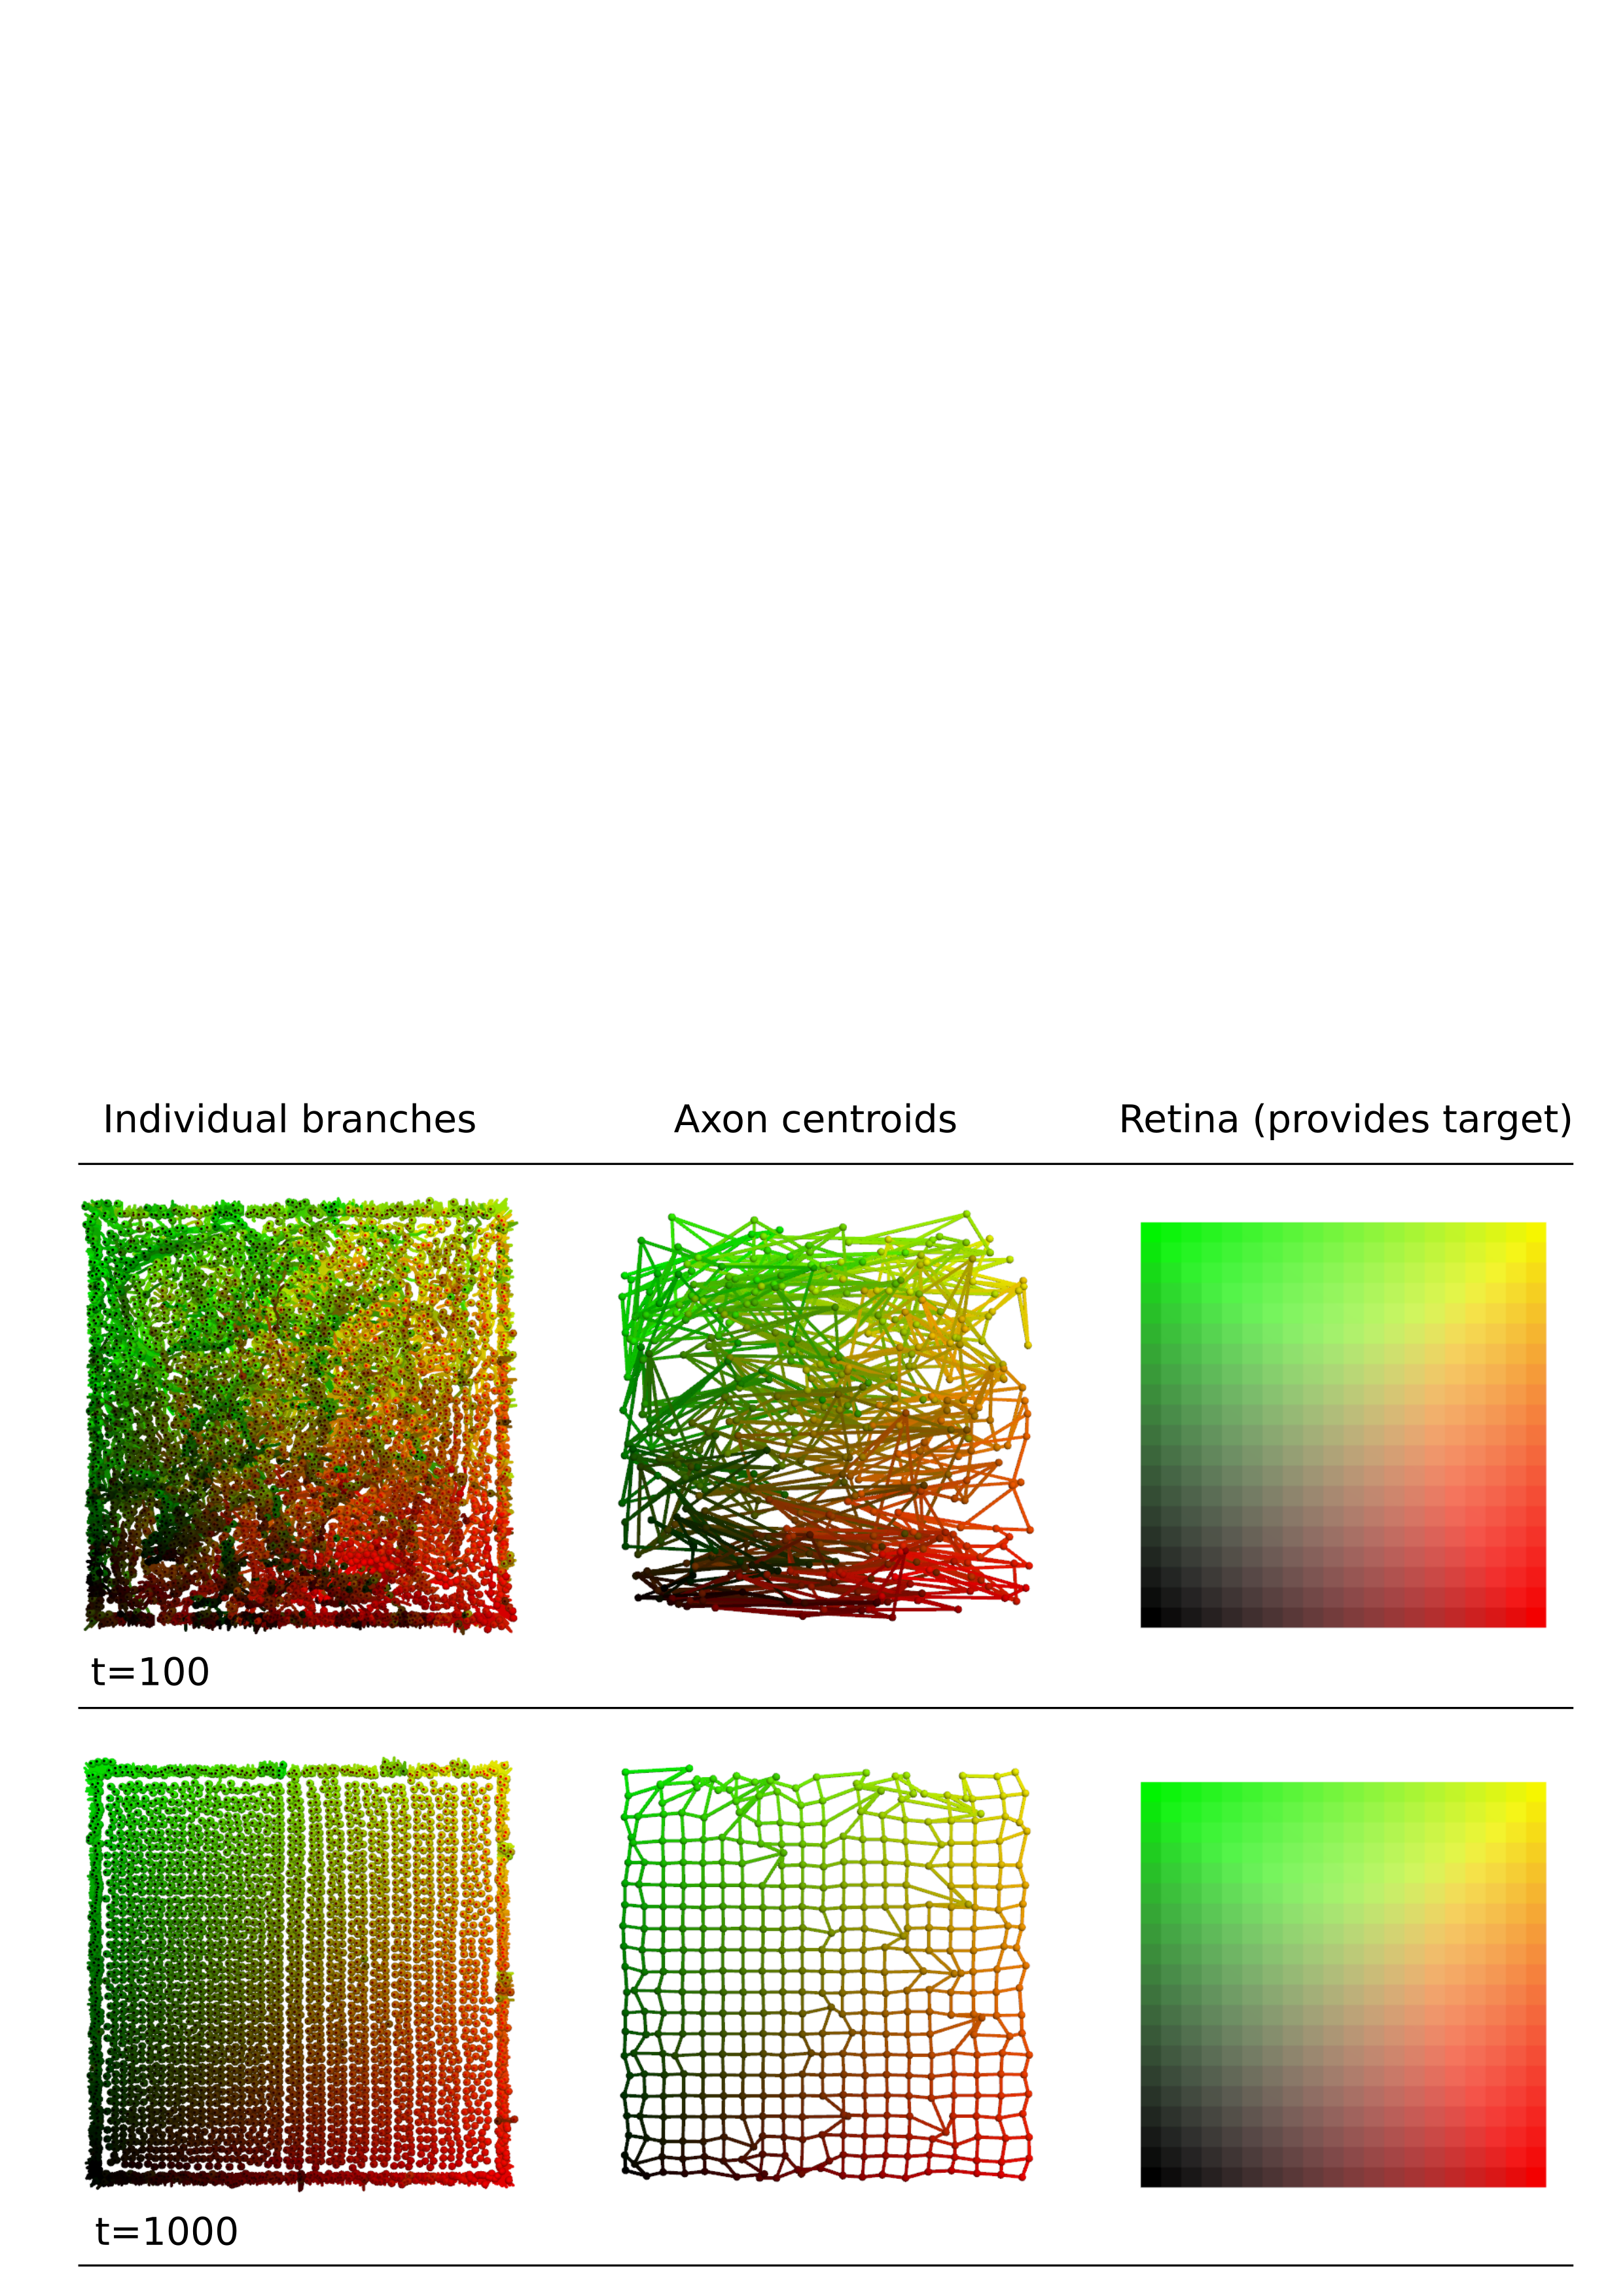 Individual branches
Axon centroids
Retina (provides target)
t=100
t=1000